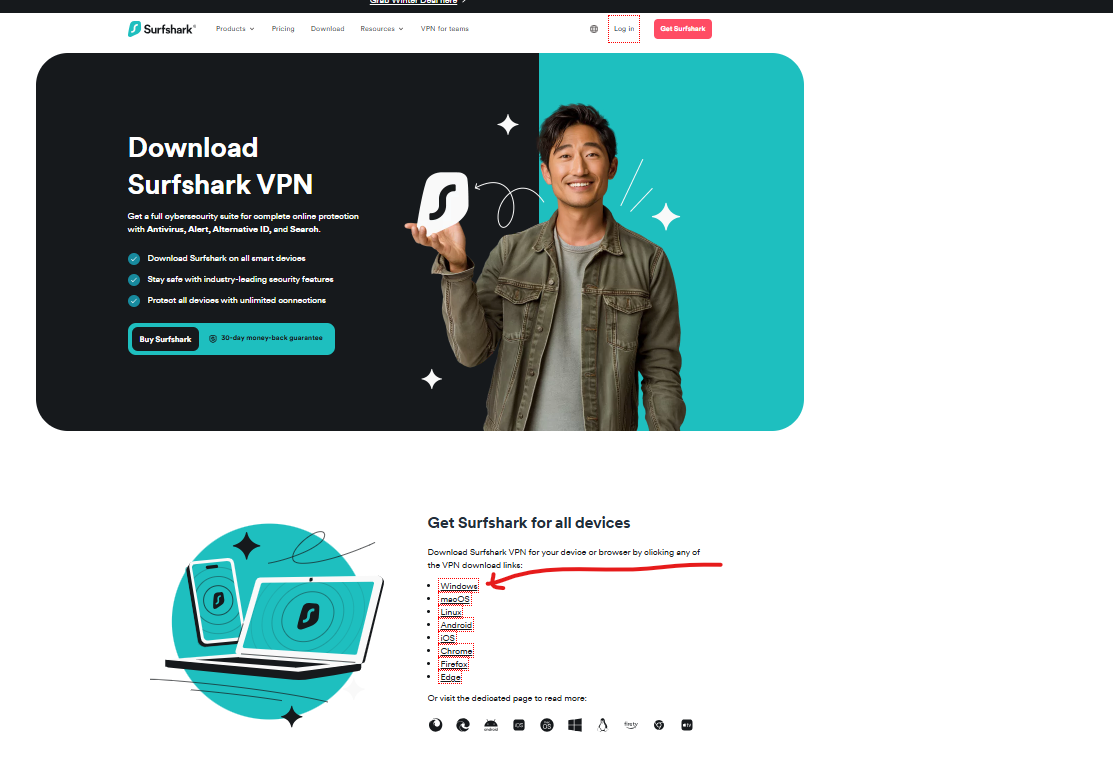 Grab Winter Deal here
Surfshark®
Products
Pricing
Download
Resources
VPN for teams
Log in
Get Surfshark
Download
Surfshark VPN
Get a full cybersecurity suite for complete online protection
with Antivirus, Alert, Alternative ID, and Search.
Download Surfshark on all smart devices
Stay safe with industry-leading security features
Protect all devices with unlimited connections
Buy Surfshark
30-day money-back guarantee
Get Surfshark for all devices
Download Surfshark VPN for your device or browser by clicking any of
the VPN download links:
Windows
macOS
Linux
Android
iOS
Chrome
Firefox
Edge
Or visit the dedicated page to read more:
android
iOS
OS
firetv
tv